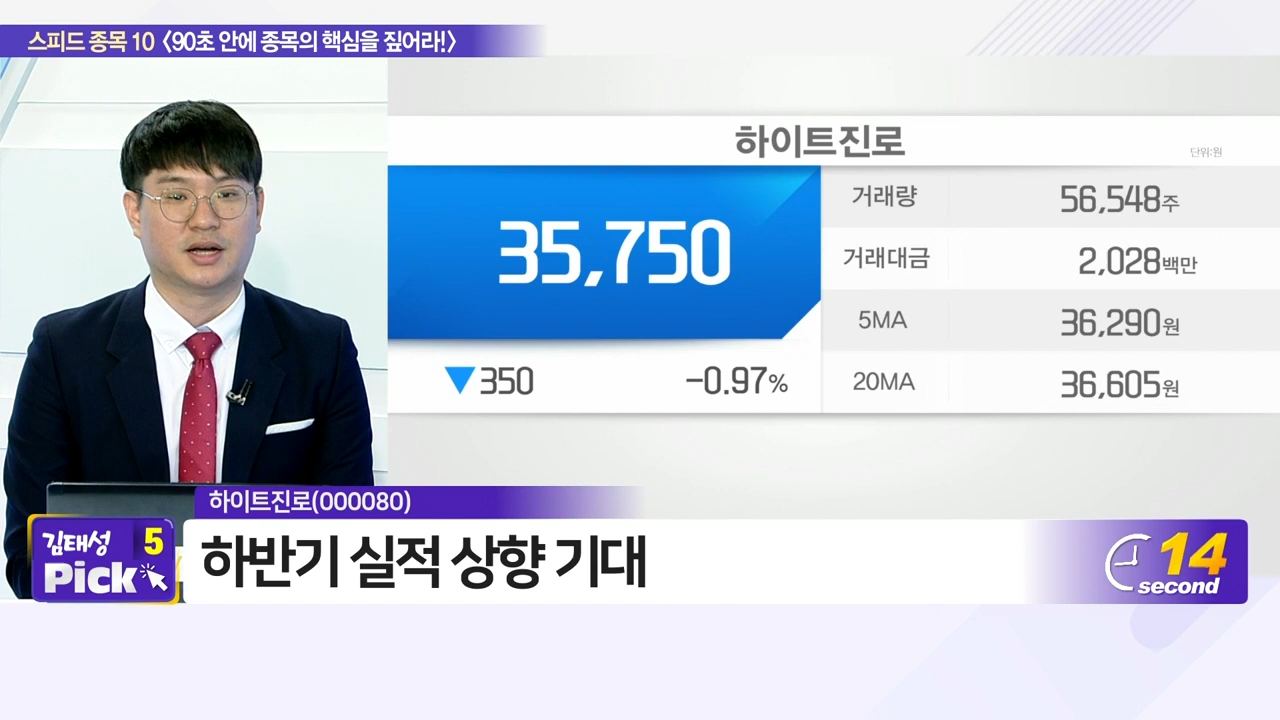 스피드 종목 10 <90초 안에 종목의 핵심을 짚어라!>
하이트진로
단위:원
35,750
▼350 -0.97%
거래량 56,548주
거래대금 2,028백만
5MA 36,290원
20MA 36,605원
하이트진로(000080)
김태성 5
Pick
하반기 실적 상향 기대
14
second